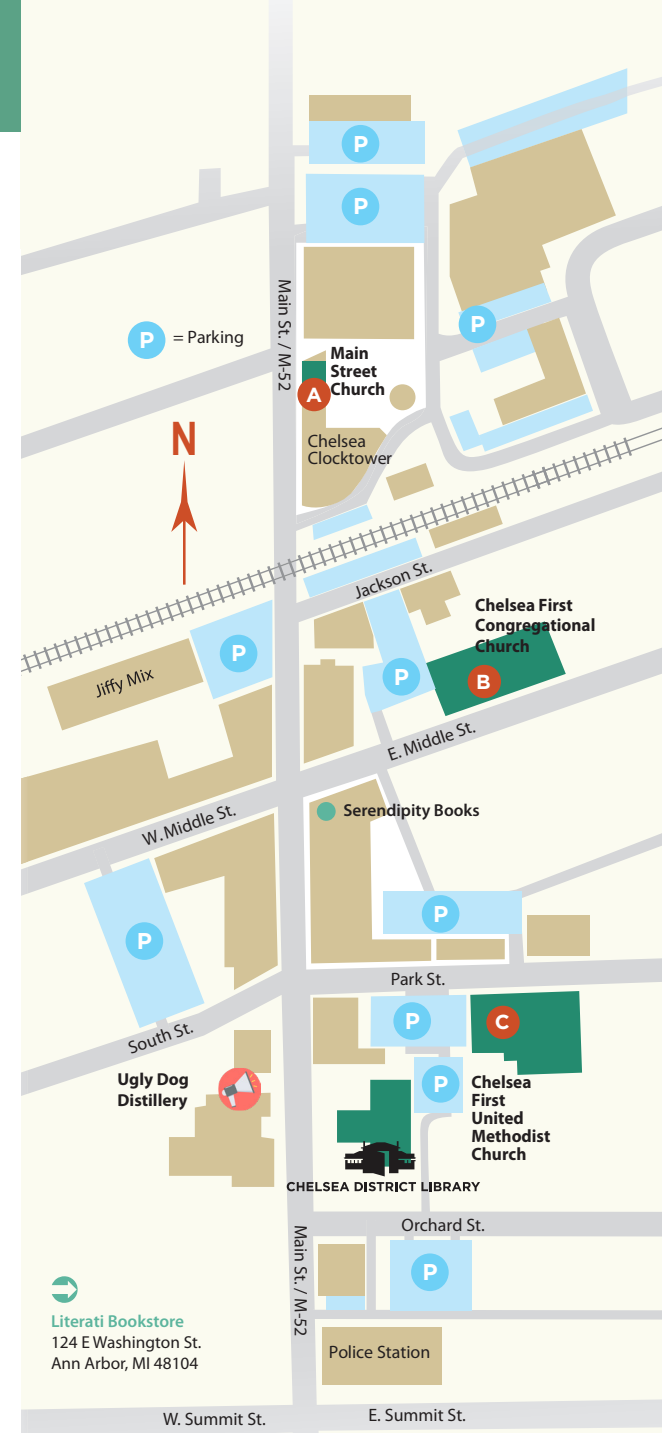 P
P
Main St. / M-52
P
P
= Parking
Main
Street
Church
A
N
Chelsea
Clocktower
Jackson St.
Chelsea First
Congregational
Church
P
Jiffy Mix
P
B
E. Middle St.
Serendipity Books
W. Middle St.
P
P
Park St.
P
C
South St.
Ugly Dog
Distillery
P
Chelsea
First
United
Methodist
Church
CHELSEA DISTRICT LIBRARY
Orchard St.
Main St. / M-52
P
Literati Bookstore
124 E Washington St.
Ann Arbor, MI 48104
Police Station
W. Summit St.
E. Summit St.